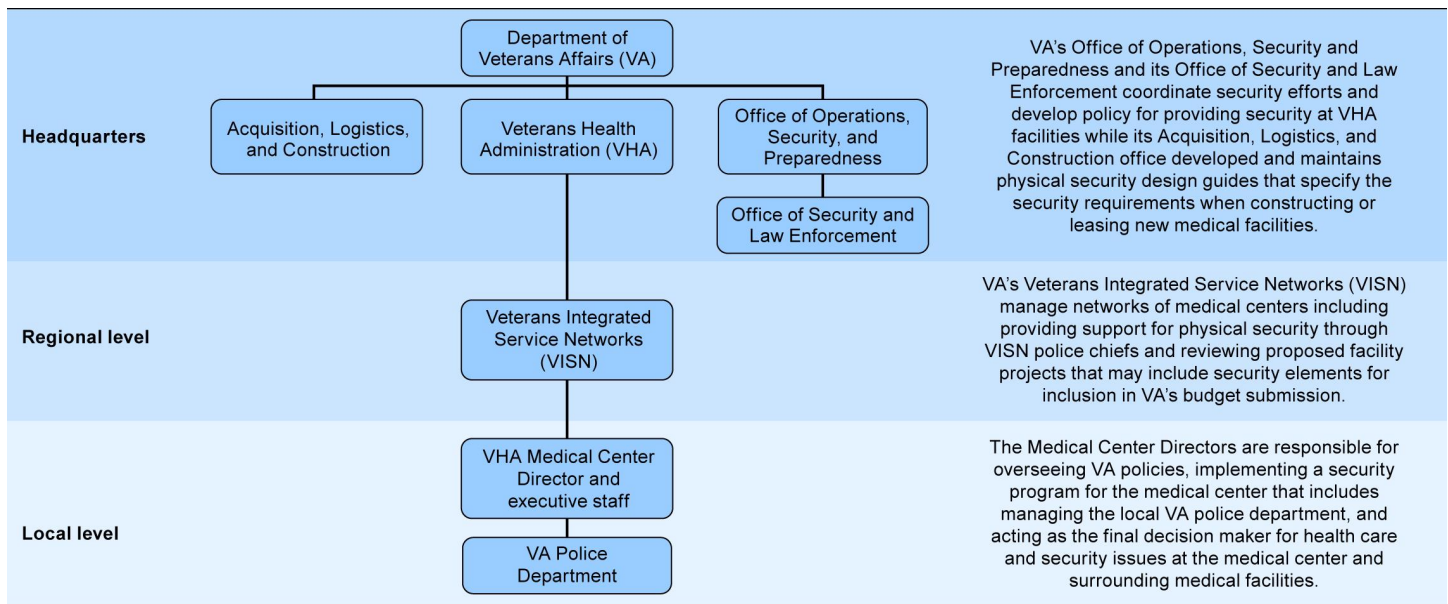 Department of
Veterans Affairs (VA)
Headquarters
Acquisition, Logistics,
and Construction
Veterans Health
Administration (VHA)
Office of Operations,
Security, and
Preparedness
Office of Security and
Law Enforcement
VA’s Office of Operations, Security and
Preparedness and its Office of Security and Law
Enforcement coordinate security efforts and
develop policy for providing security at VHA
facilities while its Acquisition, Logistics, and
Construction office developed and maintains
physical security design guides that specify the
security requirements when constructing or
leasing new medical facilities.
Regional level
Veterans Integrated
Service Networks
(VISN)
VA’s Veterans Integrated Service Networks (VISN)
manage networks of medical centers including
providing support for physical security through
VISN police chiefs and reviewing proposed facility
projects that may include security elements for
inclusion in VA’s budget submission.
Local level
VHA Medical Center
Director and
executive staff
VA Police
Department
The Medical Center Directors are responsible for
overseeing VA policies, implementing a security
program for the medical center that includes
managing the local VA police department, and
acting as the final decision maker for health care
and security issues at the medical center and
surrounding medical facilities.